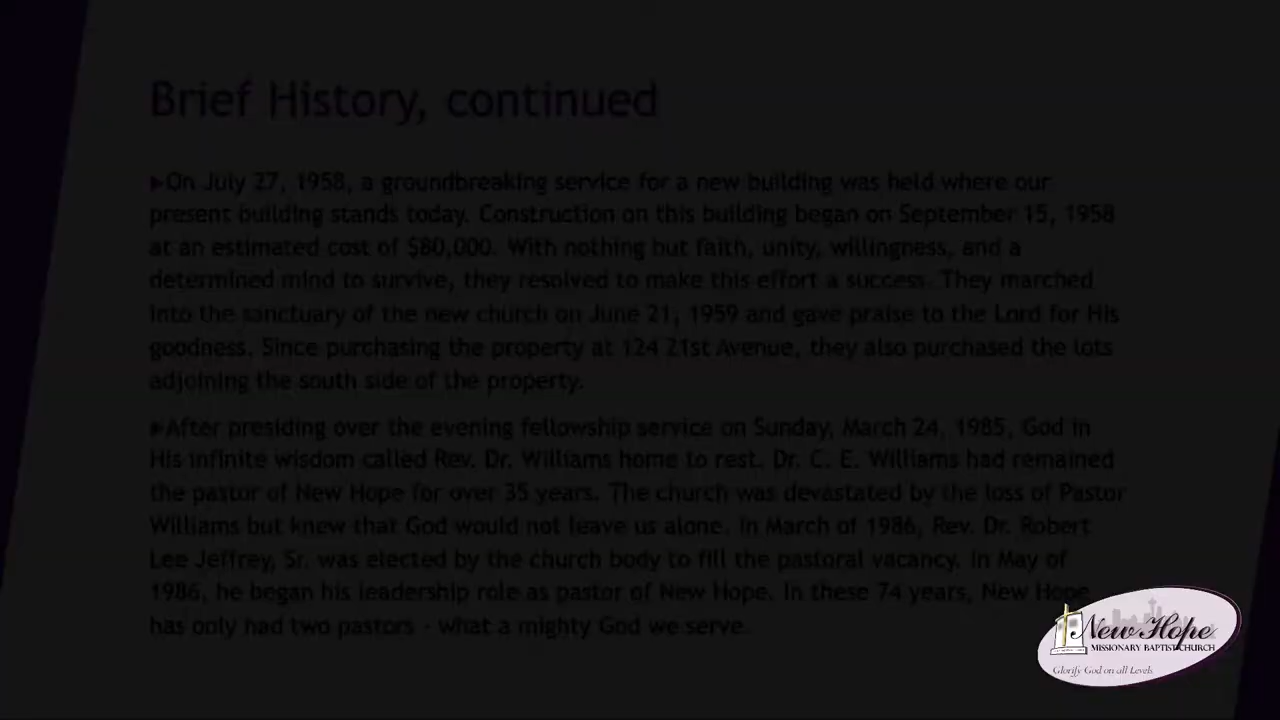 Brief History, continued
▶On July 27, 1958, a groundbreaking service for a new building was held where our
present building stands today. Construction on this building began on September 15, 1958
at an estimated cost of $80,000. With nothing but faith, unity, willingness, and a
determined mind to survive, they resolved to make this effort a success. They marched
into the sanctuary of the new church on June 21, 1959 and gave praise to the Lord for His
goodness. Since purchasing the property at 124 21st Avenue, they also purchased the lots
adjoining the south side of the property.
▶After presiding over the evening fellowship service on Sunday, March 24, 1985, God in
His infinite wisdom called Rev. Dr. Williams home to rest. Dr. C. E. Williams had remained
the pastor of New Hope for over 35 years. The church was devastated by the loss of Pastor
Williams but knew that God would not leave us alone. In March of 1986, Rev. Dr. Robert
Lee Jeffrey, Sr. was elected by the church body to fill the pastoral vacancy. In May of
1986, he began his leadership role as pastor of New Hope. In these 74 years, New Hope
has only had two pastors - what a mighty God we serve.
New Hope
MISSIONARY BAPTIST CHURCH
Glorify God on all Levels